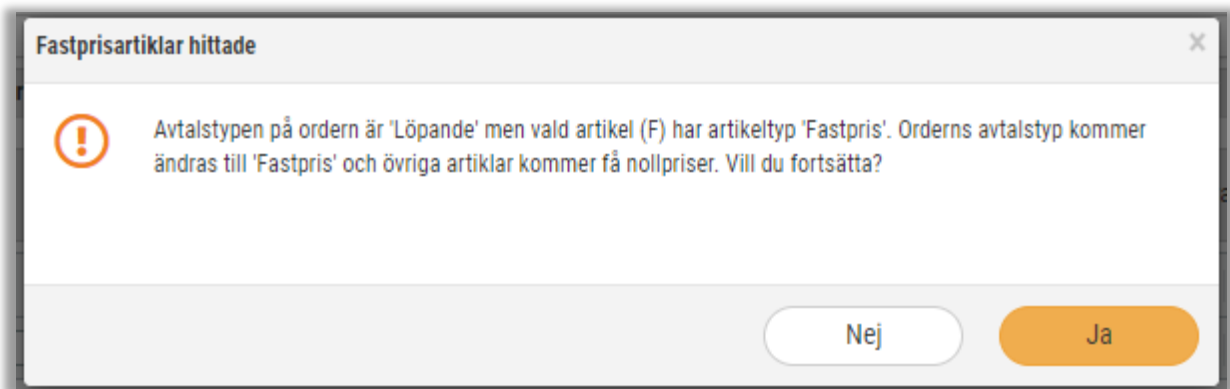 Fastprisartiklar hittade
Avtalstypen på ordern är 'Löpande' men vald artikel (F) har artikeltyp 'Fastpris'. Orderns avtalstyp kommer
ändras till 'Fastpris' och övriga artiklar kommer få nollpriser. Vill du fortsätta?
Nej
Ja